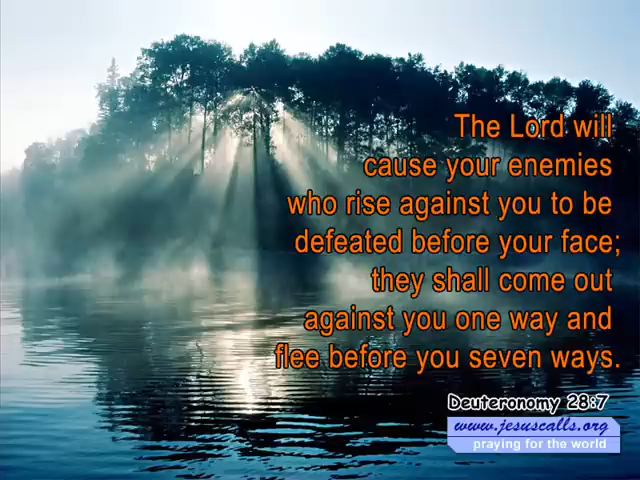 The Lord will
cause your enemies
who rise against you to be
defeated before your face;
they shall come out
against you one way and
flee before you seven ways.
Deuteronomy 28:7
www.jesuscalls.org
praying for the world